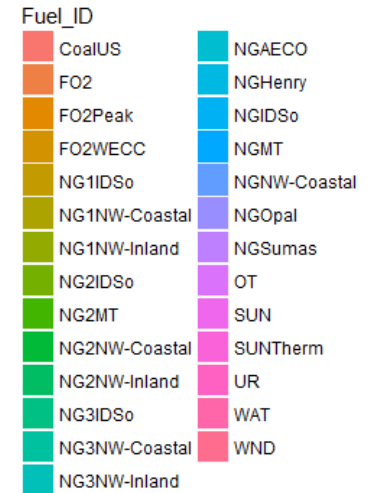 Fuel_ID
CoalUS
FO2
FO2Peak
FO2WECC
NG1IDSo
NG1NW-Coastal
NG1NW-Inland
NG2IDSo
NG2MT
NG2NW-Coastal
NG2NW-Inland
NG3IDSo
NG3NW-Coastal
NG3NW-Inland
NGAECO
NGHenry
NGIDSo
NGMT
NGNW-Coastal
NGOpal
NGSumas
OT
SUN
SUNTherm
UR
WAT
WND